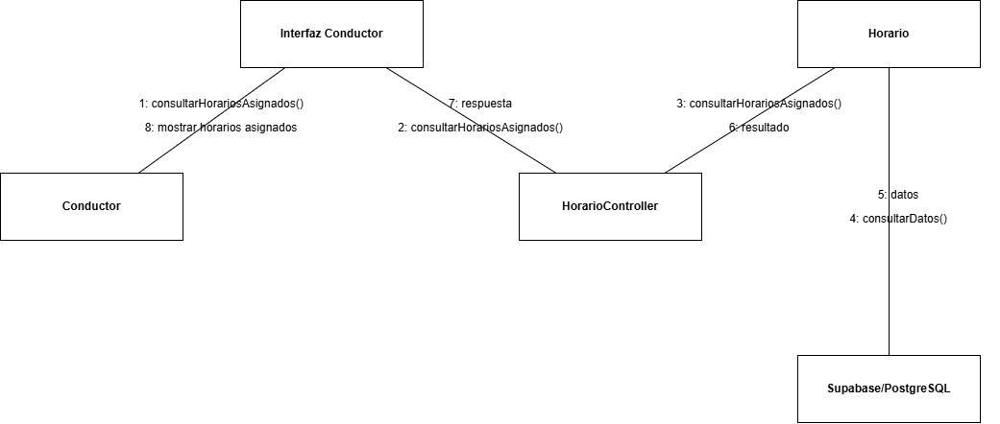 Interfaz Conductor
Horario
1: consultarHorariosAsignados()
7: respuesta
3: consultarHorariosAsignados()
8: mostrar horarios asignados
2: consultarHorariosAsignados()
6: resultado
Conductor
HorarioController
5: datos
4: consultarDatos()
Supabase/PostgreSQL